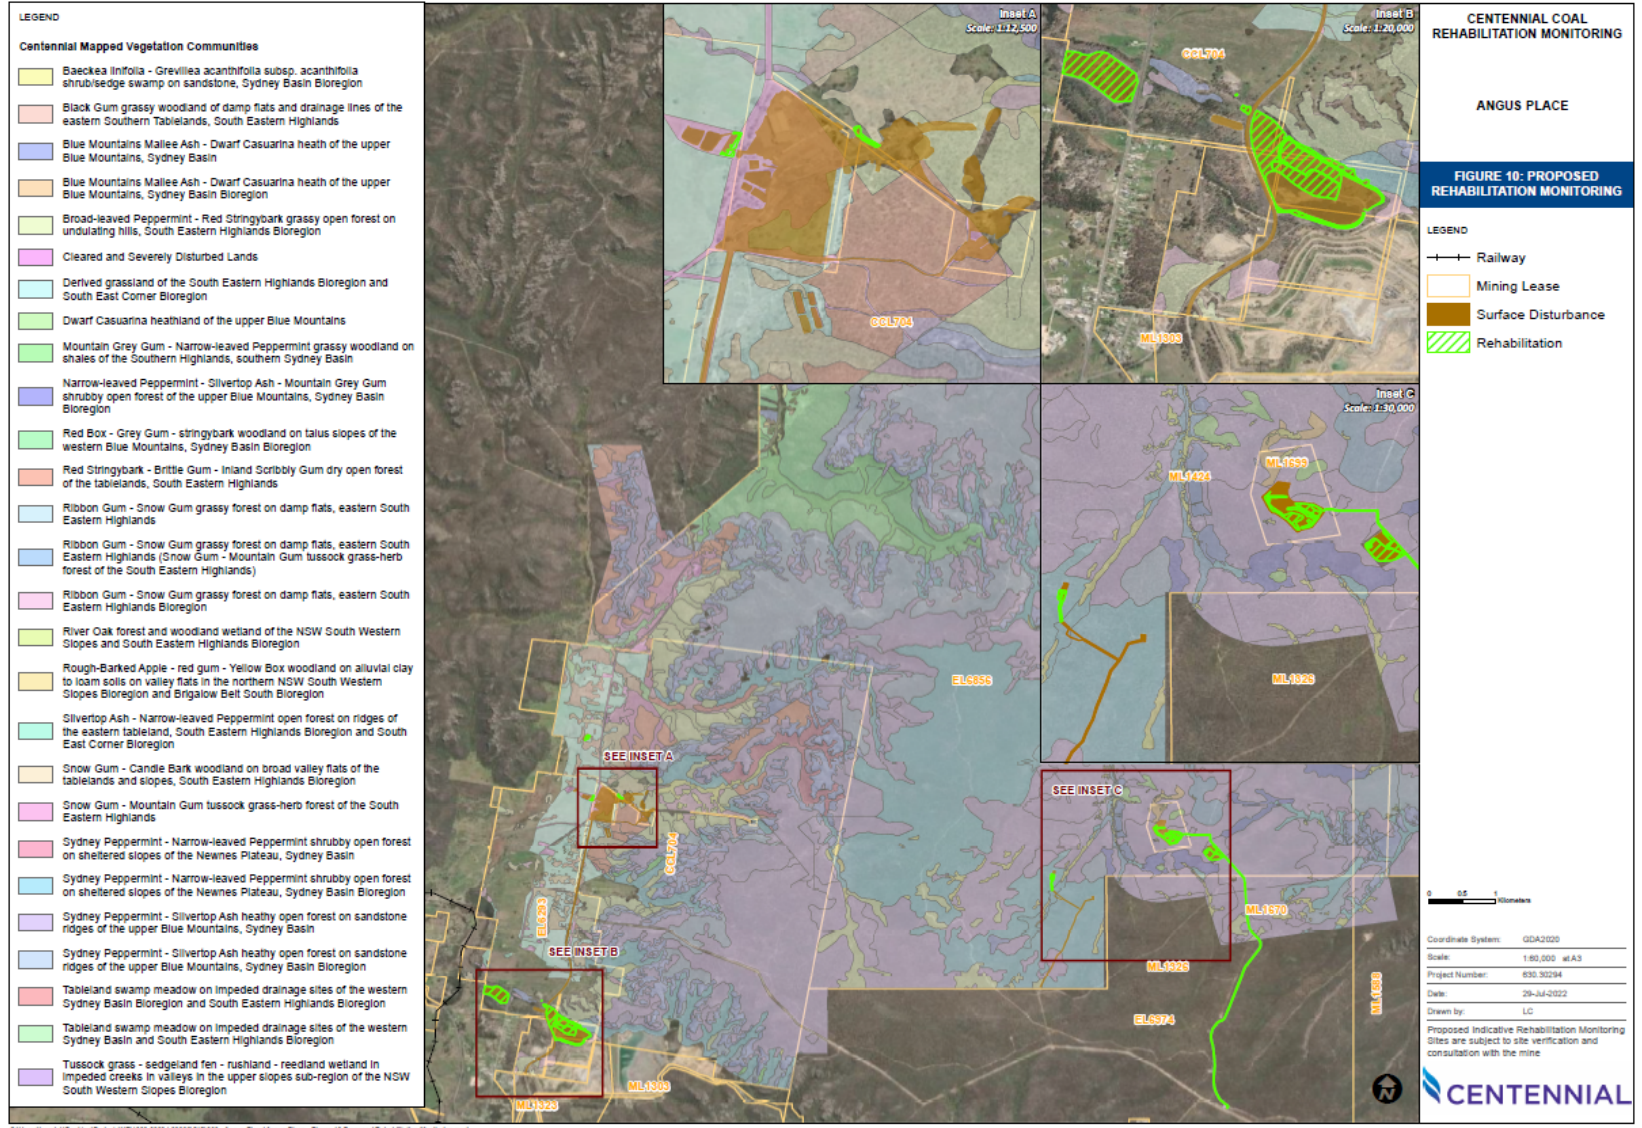 LEGEND
Centennial Mapped Vegetation Communities
Baeckea linifolia - Grevillea acanthifolia subsp. acanthifolia
shrub/sedge swamp on sandstone, Sydney Basin Bioregion
Black Gum grassy woodland of damp flats and drainage lines of the
eastern Southern Tablelands, South Eastern Highlands
Blue Mountains Mallee Ash - Dwarf Casuarina heath of the upper
Blue Mountains, Sydney Basin
Blue Mountains Mallee Ash - Dwarf Casuarina heath of the upper
Blue Mountains, Sydney Basin Bioregion
Broad-leaved Peppermint - Red Stringybark grassy open forest on
undulating hills, South Eastern Highlands Bioregion
Cleared and Severely Disturbed Lands
Derived grassland of the South Eastern Highlands Bioregion and
South East Corner Bioregion
Dwarf Casuarina heathland of the upper Blue Mountains
Mountain Grey Gum - Narrow-leaved Peppermint grassy woodland on
shales of the Southern Highlands, southern Sydney Basin
Narrow-leaved Peppermint - Silvertop Ash - Mountain Grey Gum
shrubby open forest of the upper Blue Mountains, Sydney Basin
Bioregion
Red Box - Grey Gum - stringybark woodland on talus slopes of the
western Blue Mountains, Sydney Basin Bioregion
Red Stringybark - Brittle Gum - Inland Scribbly Gum dry open forest
of the tablelands, South Eastern Highlands
Ribbon Gum - Snow Gum grassy forest on damp flats, eastern South
Eastern Highlands
Ribbon Gum - Snow Gum grassy forest on damp flats, eastern South
Eastern Highlands (Snow Gum - Mountain Gum tussock grass-herb
forest of the South Eastern Highlands)
Ribbon Gum - Snow Gum grassy forest on damp flats, eastern South
Eastern Highlands Bioregion
River Oak forest and woodland wetland of the NSW South Western
Slopes and South Eastern Highlands Bioregion
Rough-Barked Apple - red gum - Yellow Box woodland on alluvial clay
to loam soils on valley flats in the northern NSW South Western
Slopes Bioregion and Brigalow Belt South Bioregion
Silvertop Ash - Narrow-leaved Peppermint open forest on ridges of
the eastern tableland, South Eastern Highlands Bioregion and South
East Corner Bioregion
Snow Gum - Candle Bark woodland on broad valley flats of the
tablelands and slopes, South Eastern Highlands Bioregion
Snow Gum - Mountain Gum tussock grass-herb forest of the South
Eastern Highlands
Sydney Peppermint - Narrow-leaved Peppermint shrubby open forest
on sheltered slopes of the Newnes Plateau, Sydney Basin
Sydney Peppermint - Narrow-leaved Peppermint shrubby open forest
on sheltered slopes of the Newnes Plateau, Sydney Basin Bioregion
Sydney Peppermint - Silvertop Ash heathy open forest on sandstone
ridges of the upper Blue Mountains, Sydney Basin
Sydney Peppermint - Silvertop Ash heathy open forest on sandstone
ridges of the upper Blue Mountains, Sydney Basin Bioregion
Tableland swamp meadow on impeded drainage sites of the western
Sydney Basin Bioregion and South Eastern Highlands Bioregion
Tableland swamp meadow on impeded drainage sites of the western
Sydney Basin and South Eastern Highlands Bioregion
Tussock grass - sedgeland fen - rushland - reedland wetland in
impeded creeks in valleys in the upper slopes sub-region of the NSW
South Western Slopes Bioregion
Inset A
Scale: 1:12,500
CCL704
Inset B
Scale: 1:20,000
CCL704
ML1303
Inset C
Scale: 1:30,000
ML1424
ML1699
ML1326
EL6856
SEE INSET A
CCL704
EL6293
SEE INSET B
SEE INSET C
ML1670
ML1326
ML1588
EL6974
ML1303
ML1323
N
CENTENNIAL COAL
REHABILITATION MONITORING
ANGUS PLACE
FIGURE 10: PROPOSED
REHABILITATION MONITORING
LEGEND
Railway
Mining Lease
Surface Disturbance
Rehabilitation
0 0.5 1
Kilometers
Coordinate System: GDA2020
Scale: 1:60,000 at A3
Project Number: 630.30294
Date: 29-Jul-2022
Drawn by: LC
Proposed Indicative Rehabilitation Monitoring
Sites are subject to site verification and
consultation with the mine
CENTENNIAL